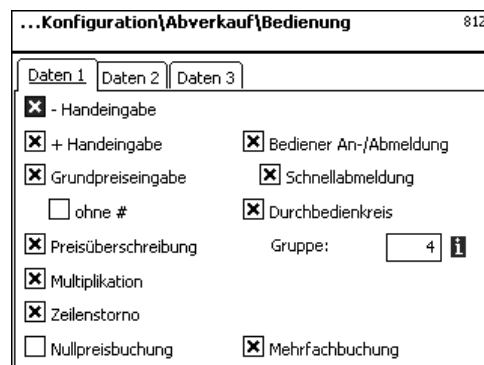 ...Konfiguration\Abverkauf\Bedienung 812
Daten 1 Daten 2 Daten 3
- Handeingabe
+ Handeingabe Bediener An-/Abmeldung
Grundpreiseingabe Schnellabmeldung
ohne # Durchbedienkreis
Preisüberschreibung Gruppe: 4 i
Multiplikation
Zeilenstorno
Nullpreisbuchung Mehrfachbuchung